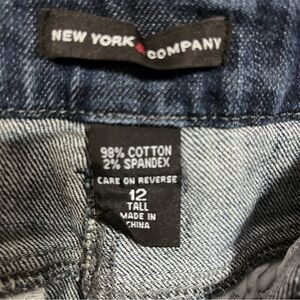 NEW YORK COMPANY
98% COTTON
2% SPANDEX
CARE ON REVERSE
12
TALL
MADE IN
CHINA